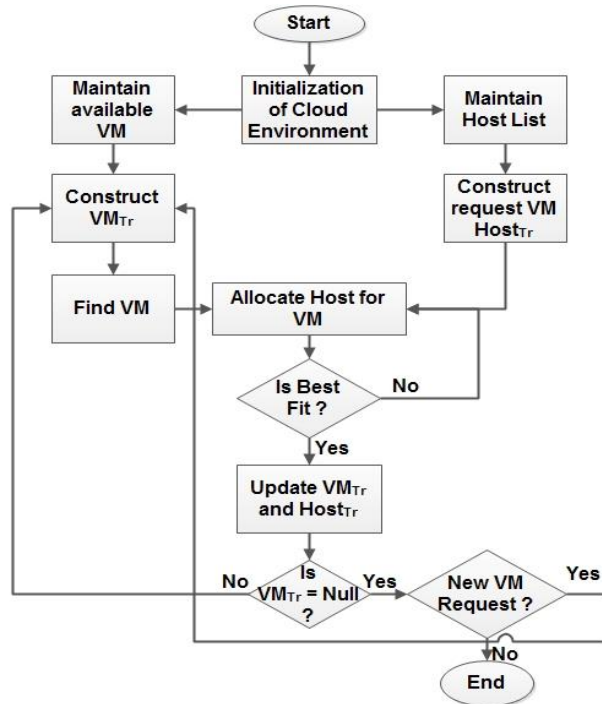 Start
Maintain
available
VM
Initialization
of Cloud
Environment
Maintain
Host List
Construct
VMTr
Construct
request VM
HostTr
Find VM
Allocate Host for
VM
Is Best
Fit ?
No
Yes
Update VMTr
and HostTr
No
Is
VMTr = Null
?
Yes
New VM
Request ?
Yes
No
End